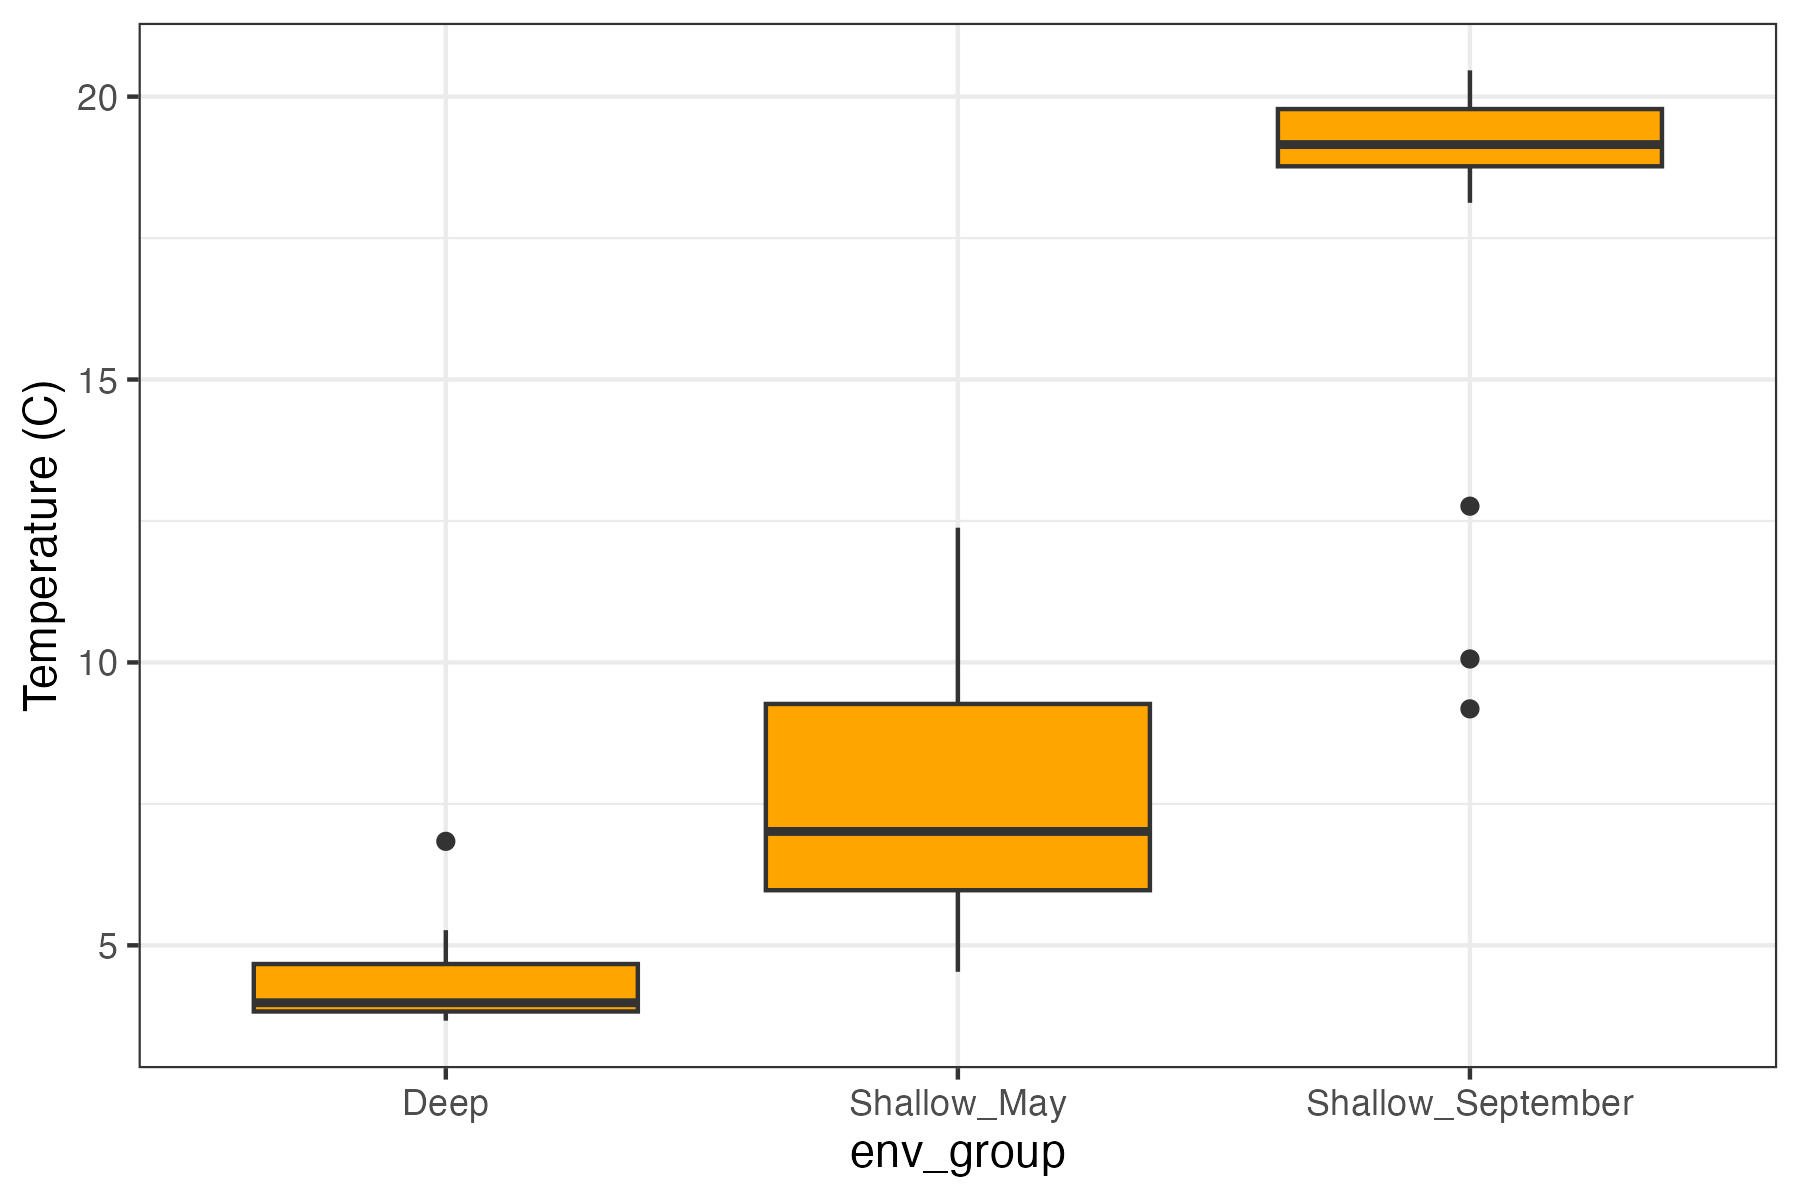 Temperature (C)
20
15
10
5
Deep
Shallow_May
Shallow_September
env_group